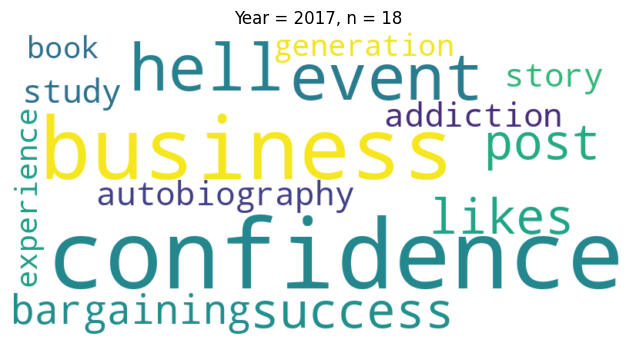 Year = 2017, n = 18
book
hell
generation
event
story
study
addiction
experience
business
post
autobiography
likes
confidence
bargaining
success